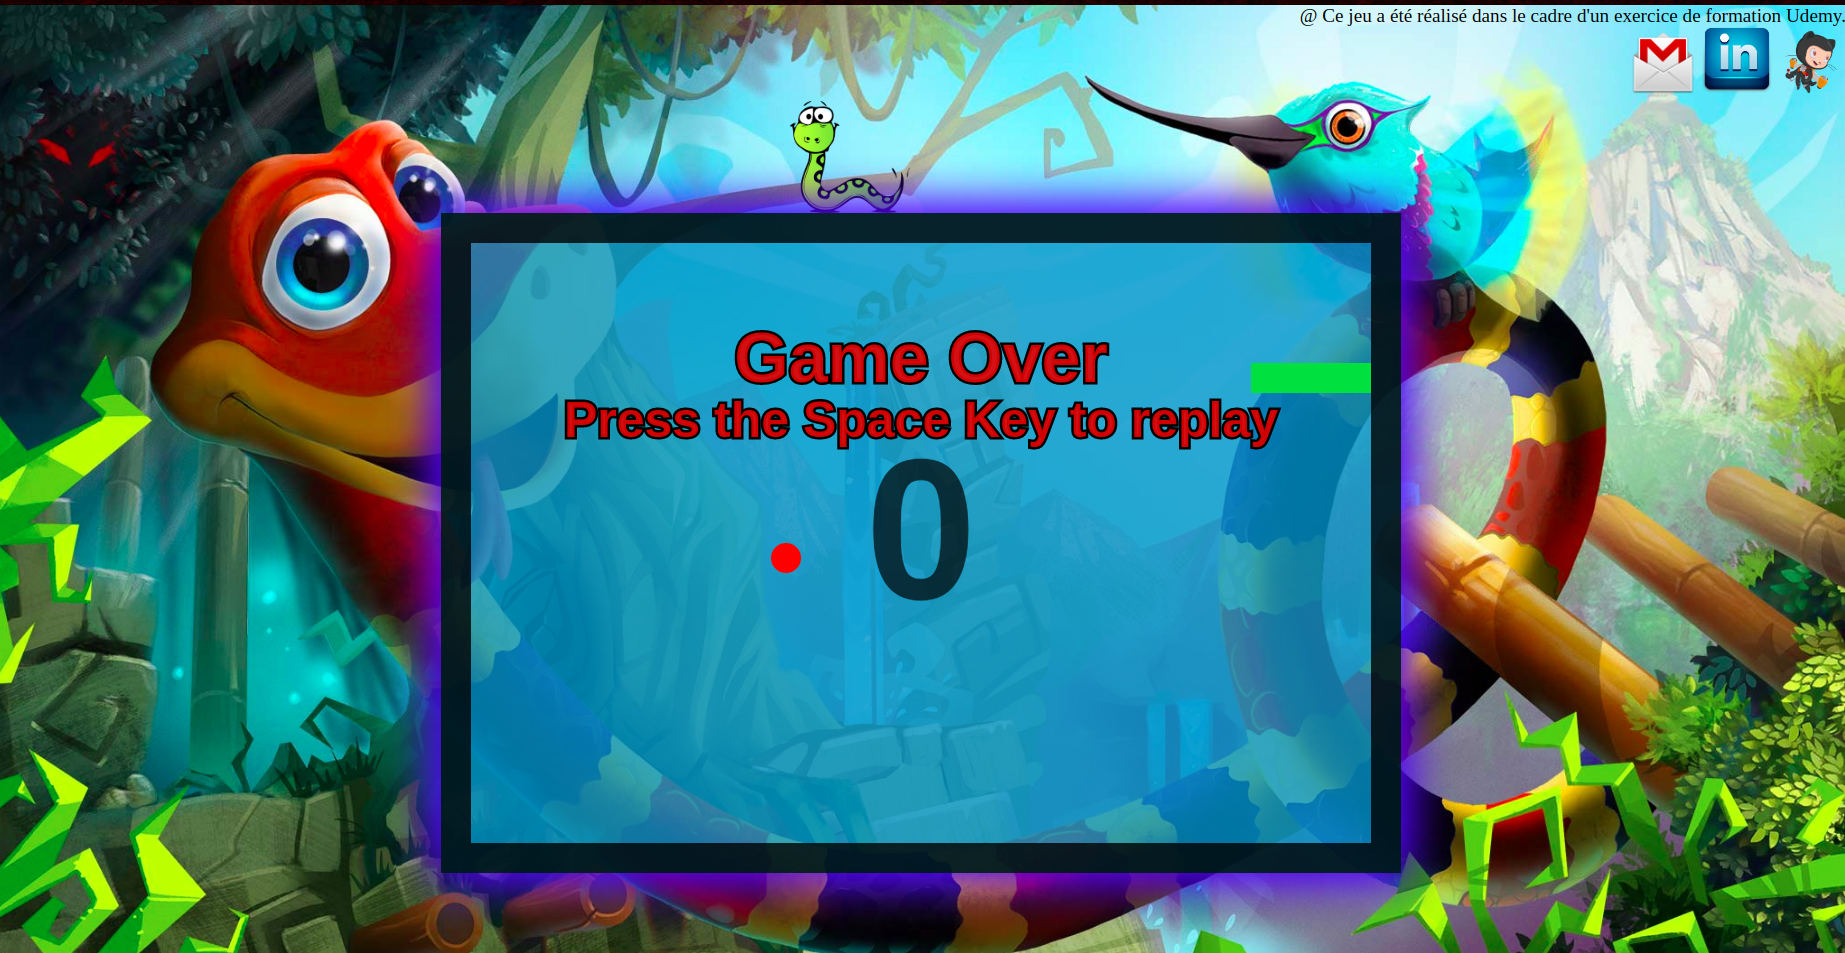 @ Ce jeu a été réalisé dans le cadre d'un exercice de formation Udemy.
in
Game Over
Press the Space Key to replay
0